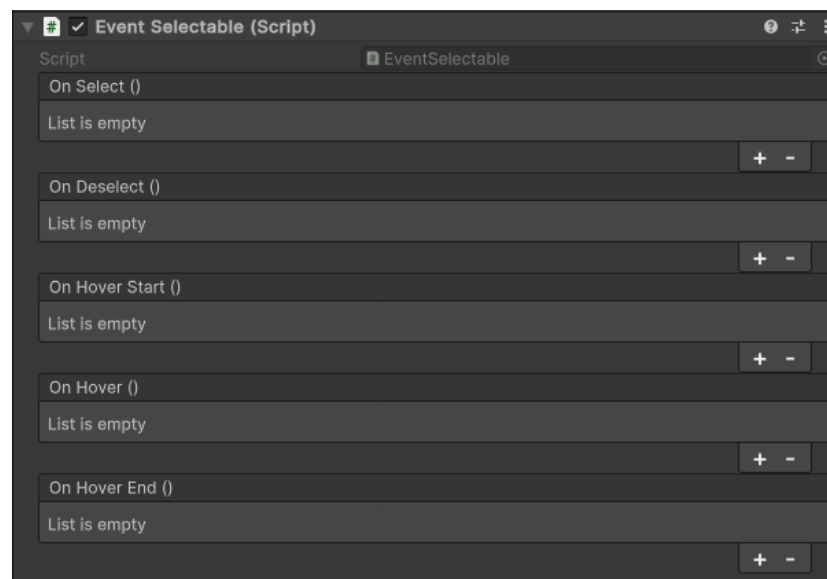 Event Selectable (Script)
Script EventSelectable
On Select ()
List is empty
+ -
On Deselect ()
List is empty
+ -
On Hover Start ()
List is empty
+ -
On Hover ()
List is empty
+ -
On Hover End ()
List is empty
+ -